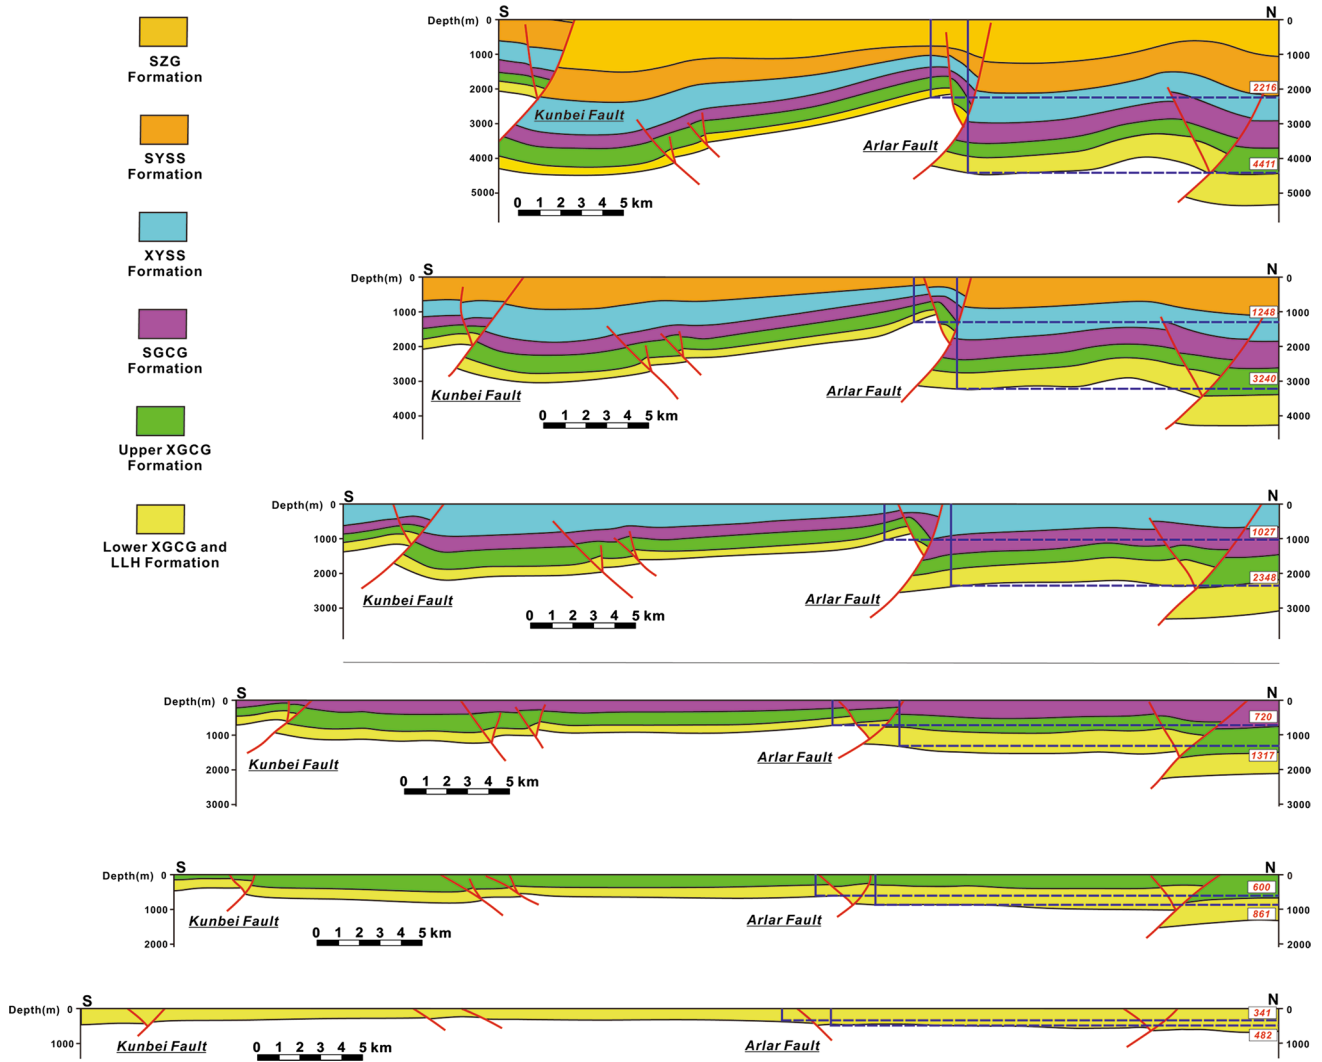 SZG
Formation
SYSS
Formation
XYSS
Formation
SGCG
Formation
Upper XGCG
Formation
Lower XGCG and
LLH Formation
S
N
Depth(m)
0
1000
2000
3000
4000
5000
0
1000
2000
3000
4000
5000
2216
4411
Kunbei Fault
Arlar Fault
0 1 2 3 4 5 km
S
N
Depth(m)
0
1000
2000
3000
4000
0
1000
2000
3000
4000
1248
3240
Kunbei Fault
Arlar Fault
0 1 2 3 4 5 km
S
N
Depth(m)
0
1000
2000
3000
0
1000
2000
3000
1027
2348
Kunbei Fault
Arlar Fault
0 1 2 3 4 5 km
S
N
Depth(m)
0
1000
2000
3000
0
1000
2000
3000
720
1317
Kunbei Fault
Arlar Fault
0 1 2 3 4 5 km
S
N
Depth(m)
0
1000
2000
0
1000
2000
600
861
Kunbei Fault
Arlar Fault
0 1 2 3 4 5 km
S
N
Depth(m)
0
1000
0
1000
341
482
Kunbei Fault
Arlar Fault
0 1 2 3 4 5 km